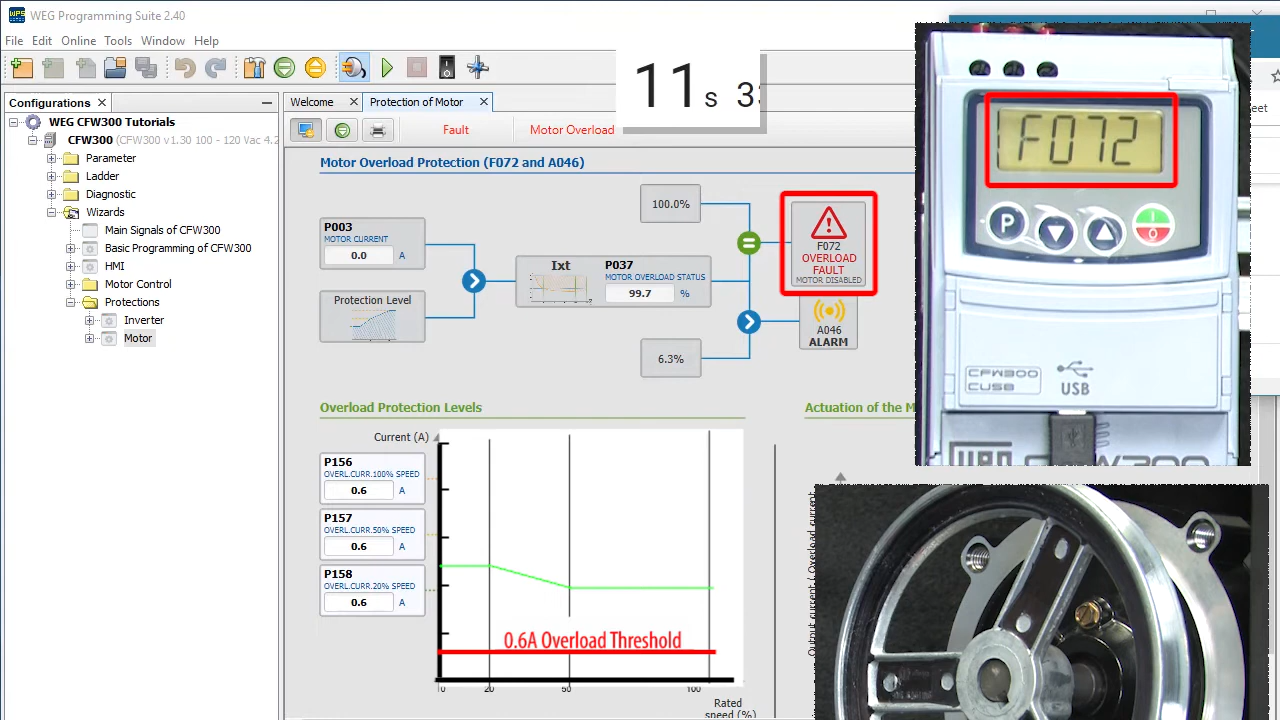 WEG Programming Suite 2.40
File Edit Online Tools Window Help
Configurations
WEG CFW300 Tutorials
CFW300 (CFW300 v1.30 100 - 120 Vac 4.2
Parameter
Ladder
Diagnostic
Wizards
Main Signals of CFW300
Basic Programming of CFW300
HMI
Motor Control
Protections
Inverter
Motor
Welcome
Protection of Motor
Fault
Motor Overload
11s 33
Motor Overload Protection (F072 and A046)
P003
MOTOR CURRENT
0.0 A
Protection Level
Ixt
P037
MOTOR OVERLOAD STATUS
99.7 %
100.0%
6.3%
F072
OVERLOAD
FAULT
MOTOR DISABLED
A046
ALARM
Overload Protection Levels
Current (A)
P156
OVERL.CURR.100% SPEED
0.6 A
P157
OVERL.CURR.50% SPEED
0.6 A
P158
OVERL.CURR.20% SPEED
0.6 A
0.6A Overload Threshold
0 20 50 100
Rated
speed (%)
Actuation of the M
Output current / Overload current
F072
P
I
O
CFW300
CUSB
USB
WEG CFW300
eet